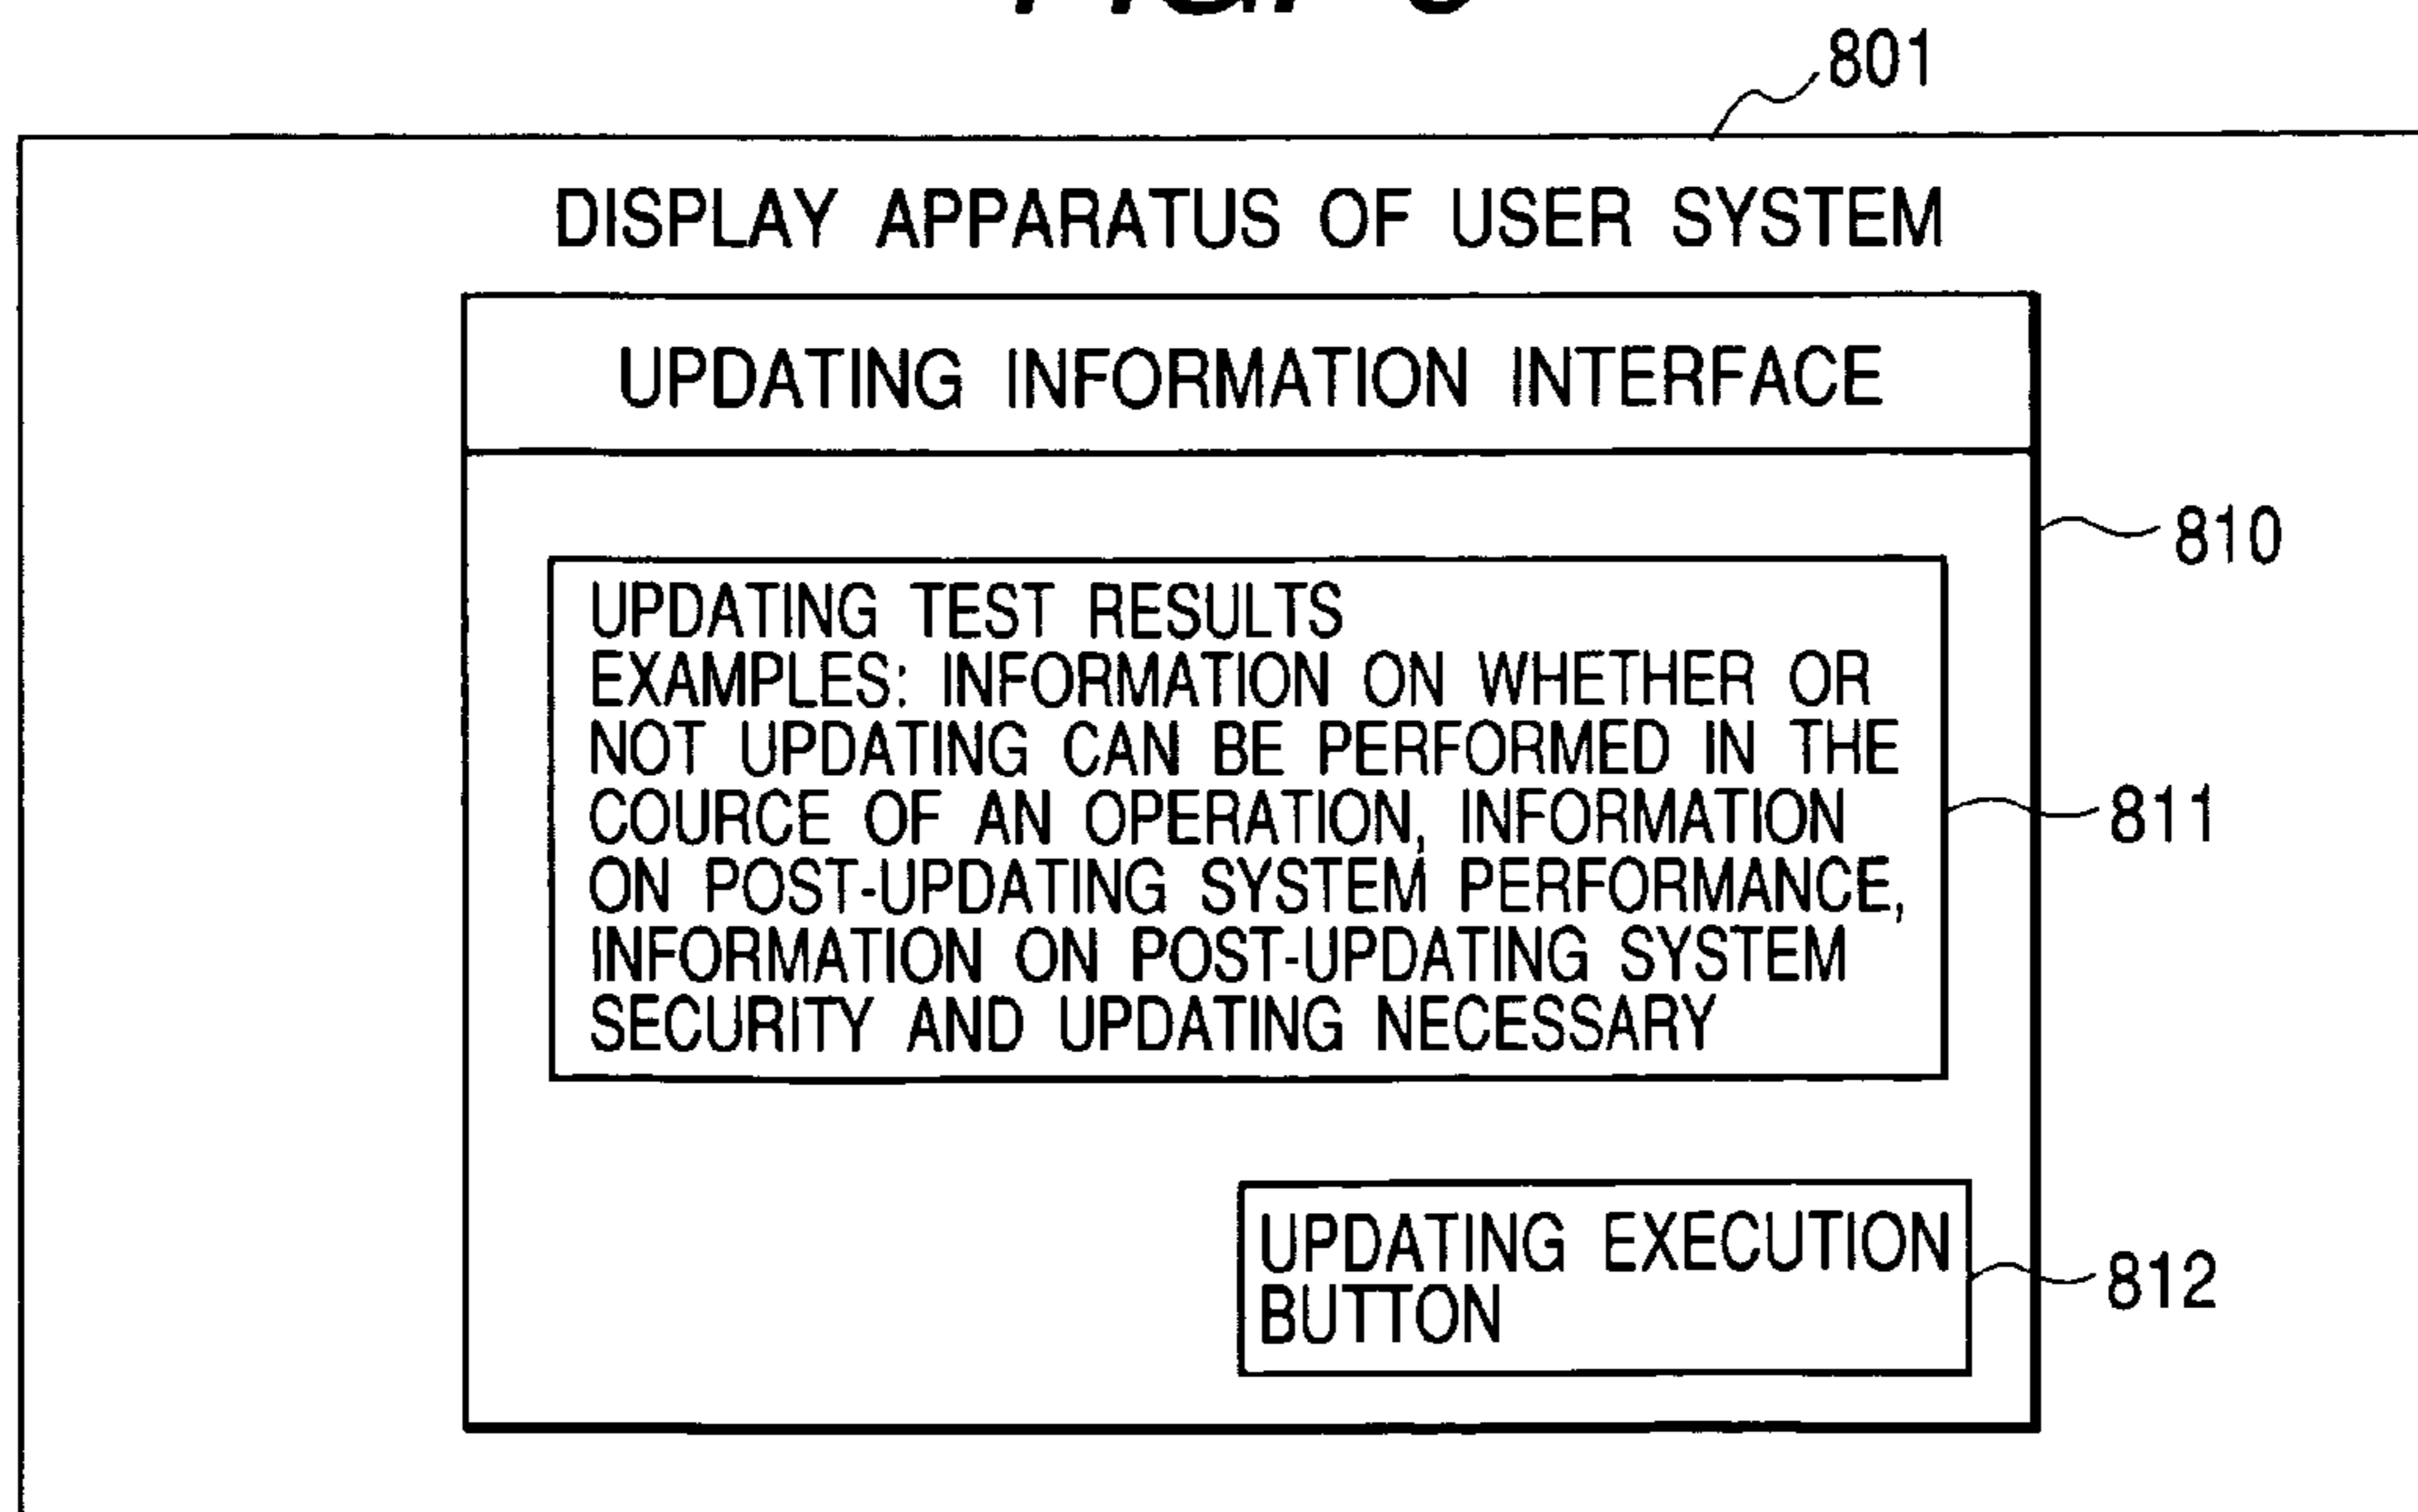 801
DISPLAY APPARATUS OF USER SYSTEM
UPDATING INFORMATION INTERFACE
810
UPDATING TEST RESULTS
EXAMPLES: INFORMATION ON WHETHER OR
NOT UPDATING CAN BE PERFORMED IN THE
COURCE OF AN OPERATION, INFORMATION
ON POST-UPDATING SYSTEM PERFORMANCE,
INFORMATION ON POST-UPDATING SYSTEM
SECURITY AND UPDATING NECESSARY
811
UPDATING EXECUTION
BUTTON
812